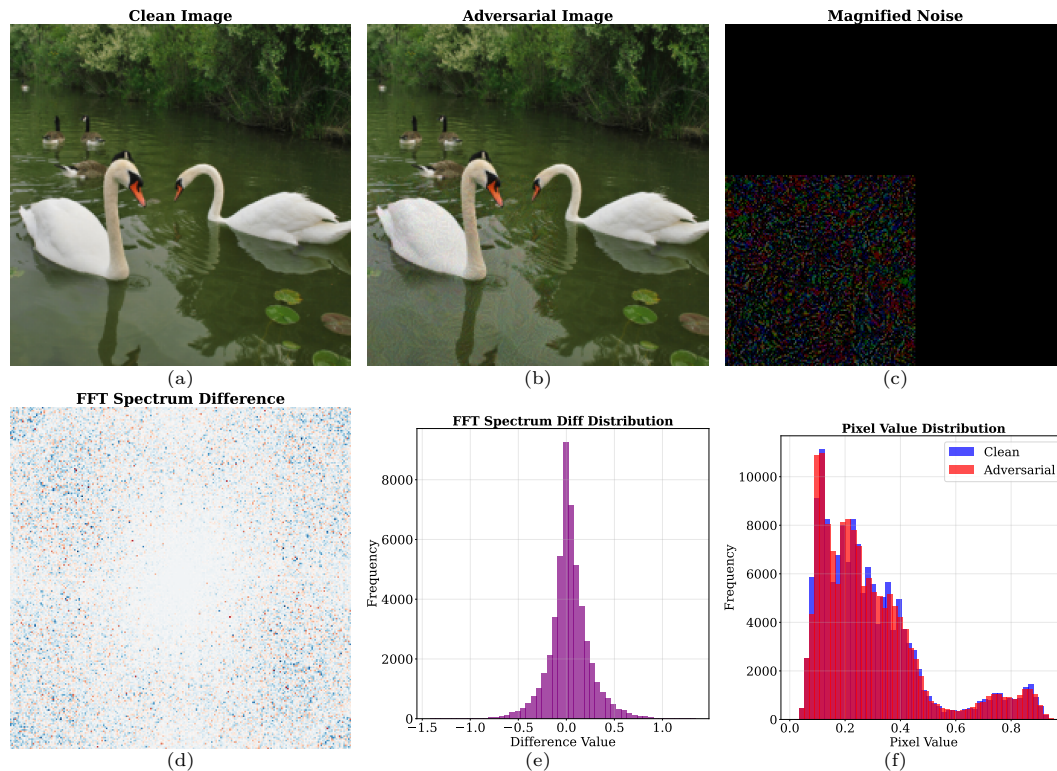 Clean Image
Adversarial Image
Magnified Noise
(a)
(b)
(c)
FFT Spectrum Difference
(d)
FFT Spectrum Diff Distribution
Frequency
8000
6000
4000
2000
0
−1.5
−1.0
−0.5
0.0
0.5
1.0
Difference Value
(e)
Pixel Value Distribution
Clean
Adversarial
Frequency
10000
8000
6000
4000
2000
0
0.0
0.2
0.4
0.6
0.8
Pixel Value
(f)